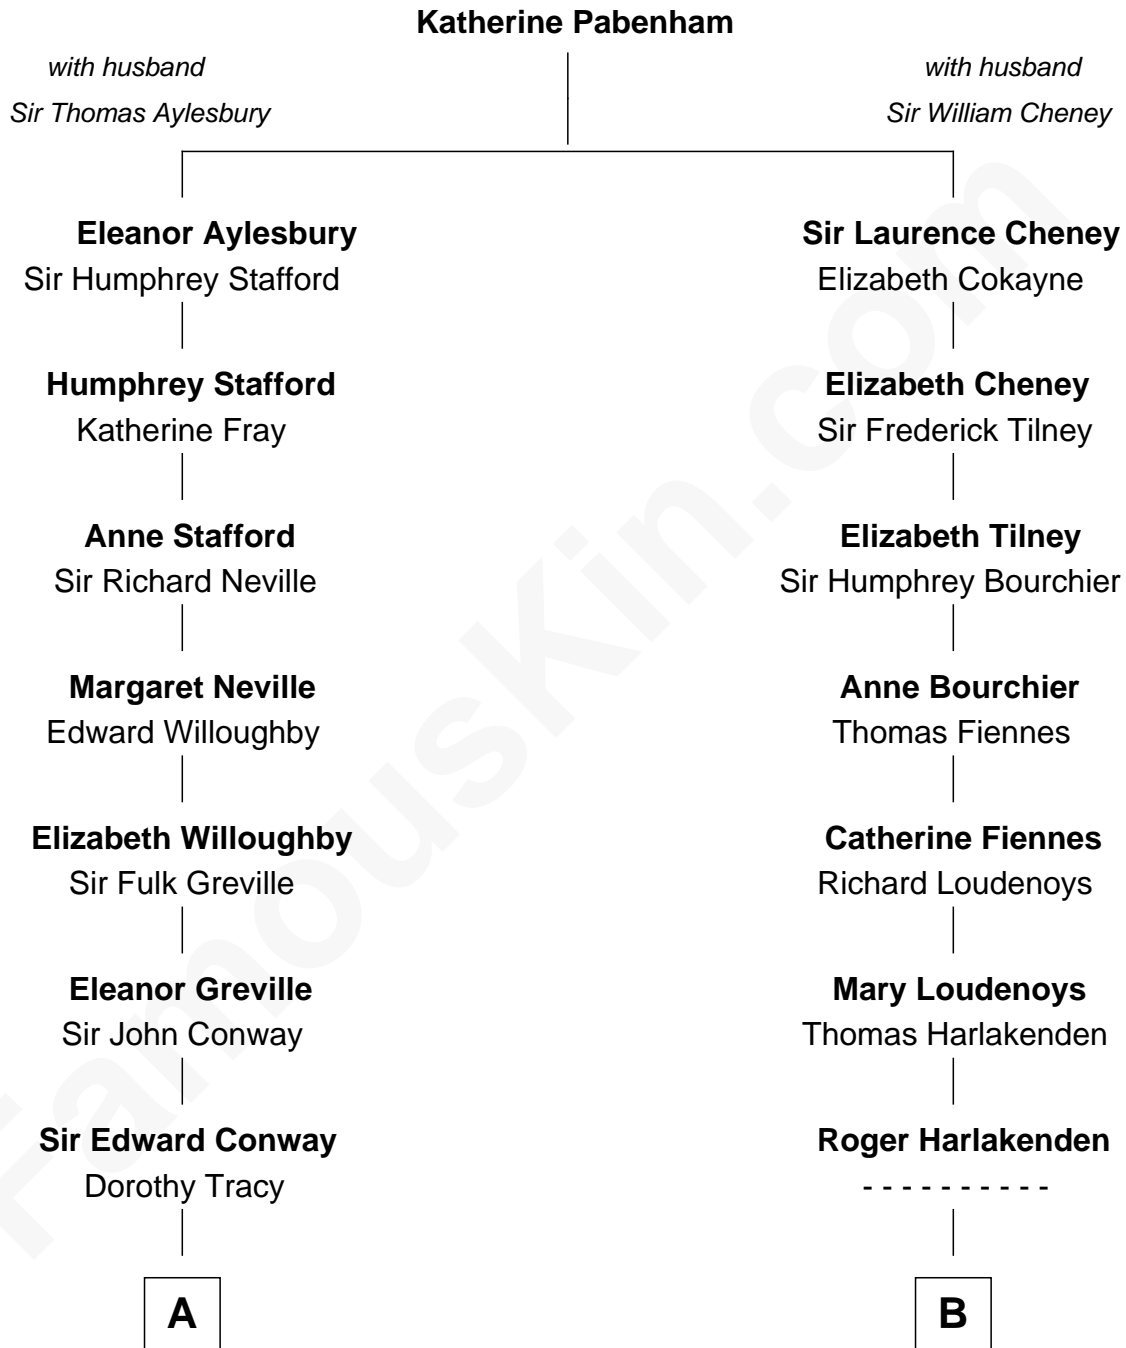 Katherine Pabenham
with husband
Sir Thomas Aylesbury
with husband
Sir William Cheney
Eleanor Aylesbury
Sir Humphrey Stafford
Sir Laurence Cheney
Elizabeth Cokayne
Humphrey Stafford
Katherine Fray
Elizabeth Cheney
Sir Frederick Tilney
Anne Stafford
Sir Richard Neville
Elizabeth Tilney
Sir Humphrey Bourchier
Margaret Neville
Edward Willoughby
Anne Bourchier
Thomas Fiennes
Elizabeth Willoughby
Sir Fulk Greville
Catherine Fiennes
Richard Loudenoys
Eleanor Greville
Sir John Conway
Mary Loudenoys
Thomas Harlakenden
Sir Edward Conway
Dorothy Tracy
Roger Harlakenden
- - - - - - - - - -
A
B
FamousKin.com